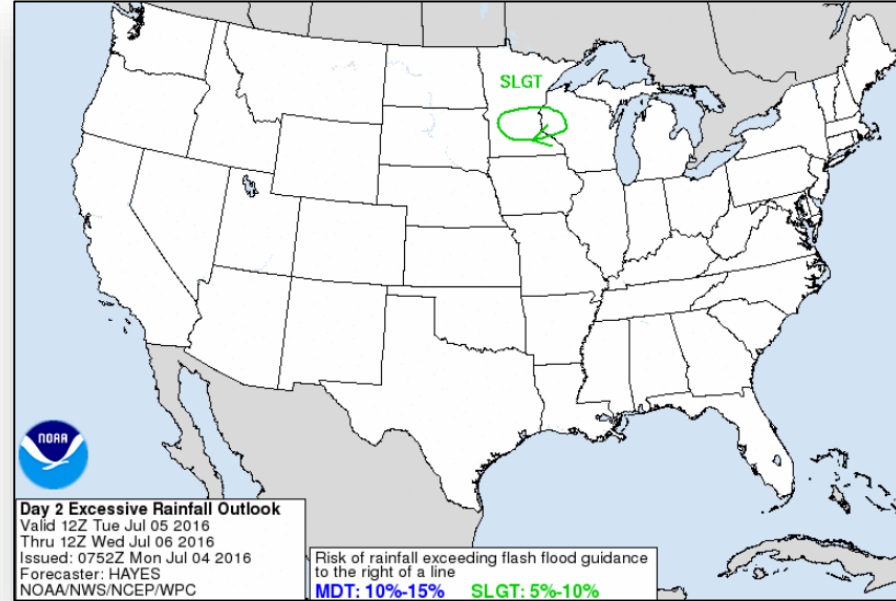 SLGT
NOAA
Day 2 Excessive Rainfall Outlook
Valid 12Z Tue Jul 05 2016
Thru 12Z Wed Jul 06 2016
Issued: 0752Z Mon Jul 04 2016
Forecaster: HAYES
NOAA/NWS/NCEP/WPC
Risk of rainfall exceeding flash flood guidance
to the right of a line
MDT: 10%-15% SLGT: 5%-10%